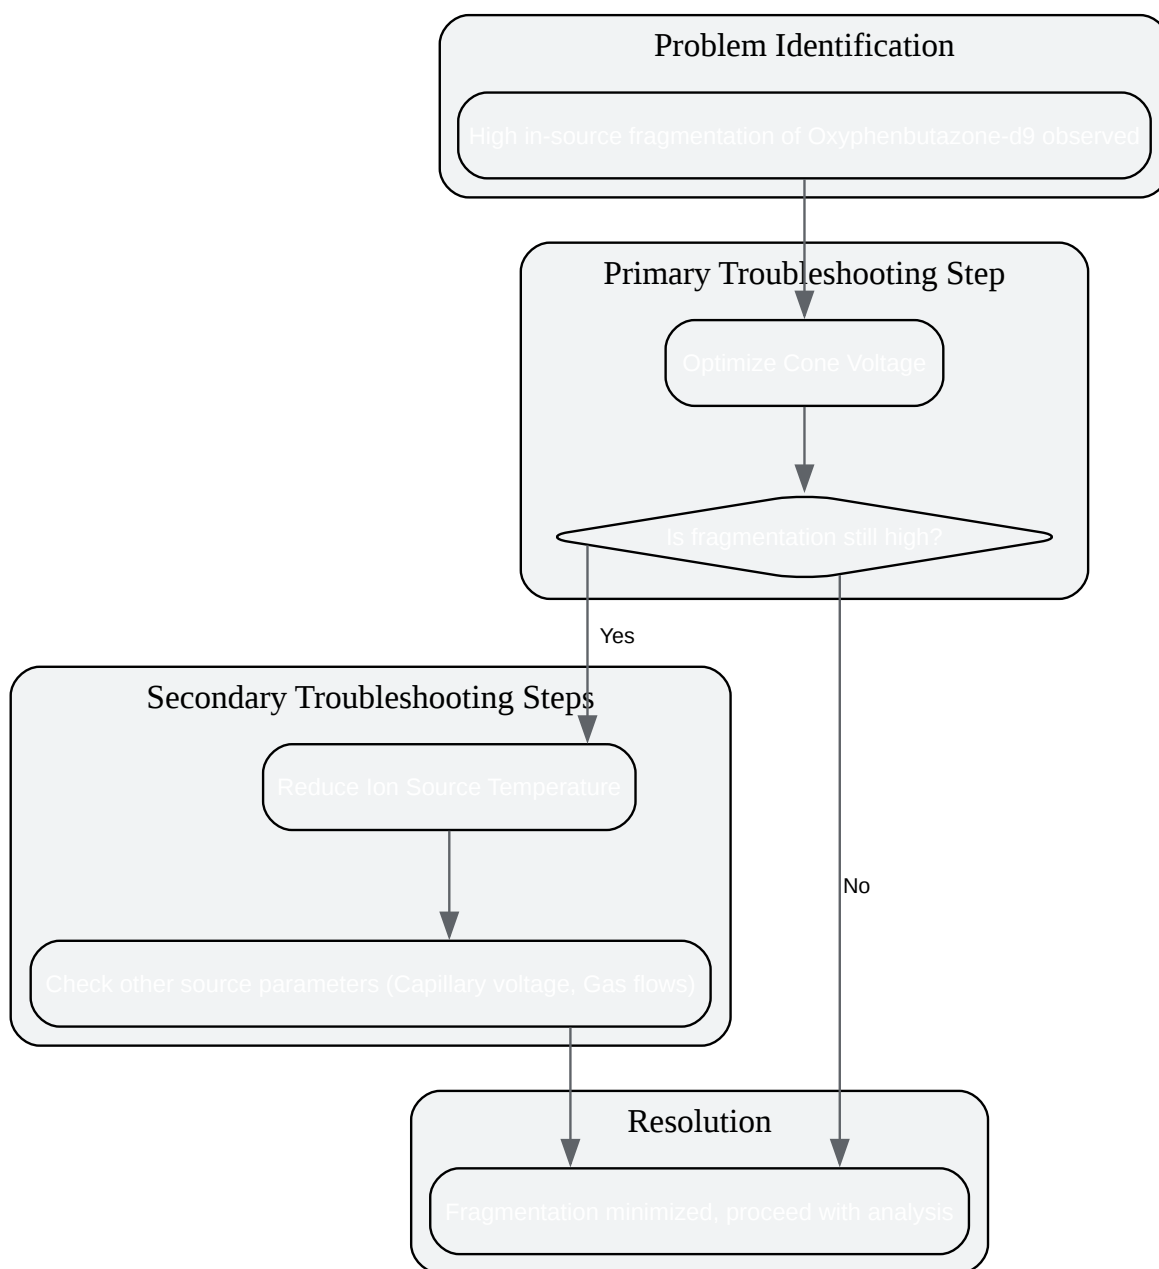 Problem Identification
High in-source fragmentation of Oxyphenbutazone-d9 observed
Primary Troubleshooting Step
Optimize Cone Voltage
Is fragmentation still high?
Yes
Secondary Troubleshooting Steps
Reduce Ion Source Temperature
No
Check other source parameters (Capillary voltage, Gas flows)
Resolution
Fragmentation minimized, proceed with analysis